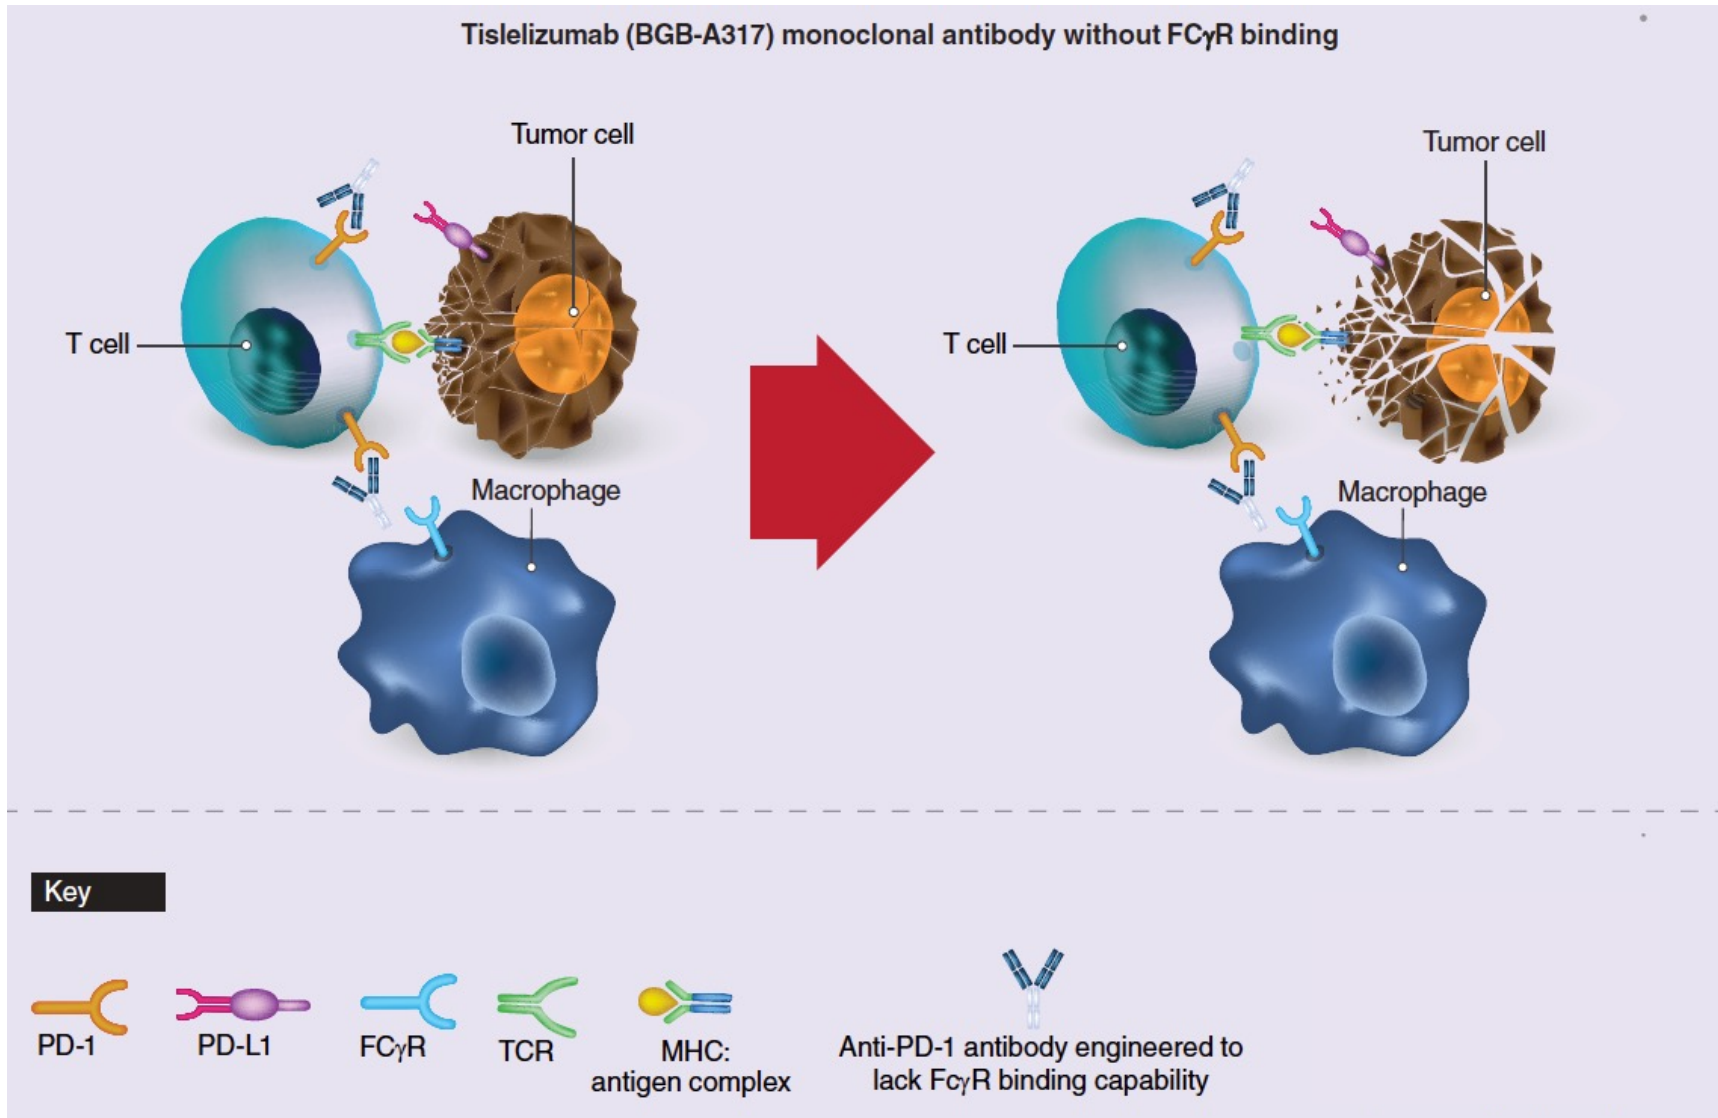 Tislelizumab (BGB-A317) monoclonal antibody without FCγR binding
Tumor cell
T cell
Macrophage
Tumor cell
T cell
Macrophage
Key
PD-1
PD-L1
FCγR
TCR
MHC:
antigen complex
Anti-PD-1 antibody engineered to
lack FcγR binding capability